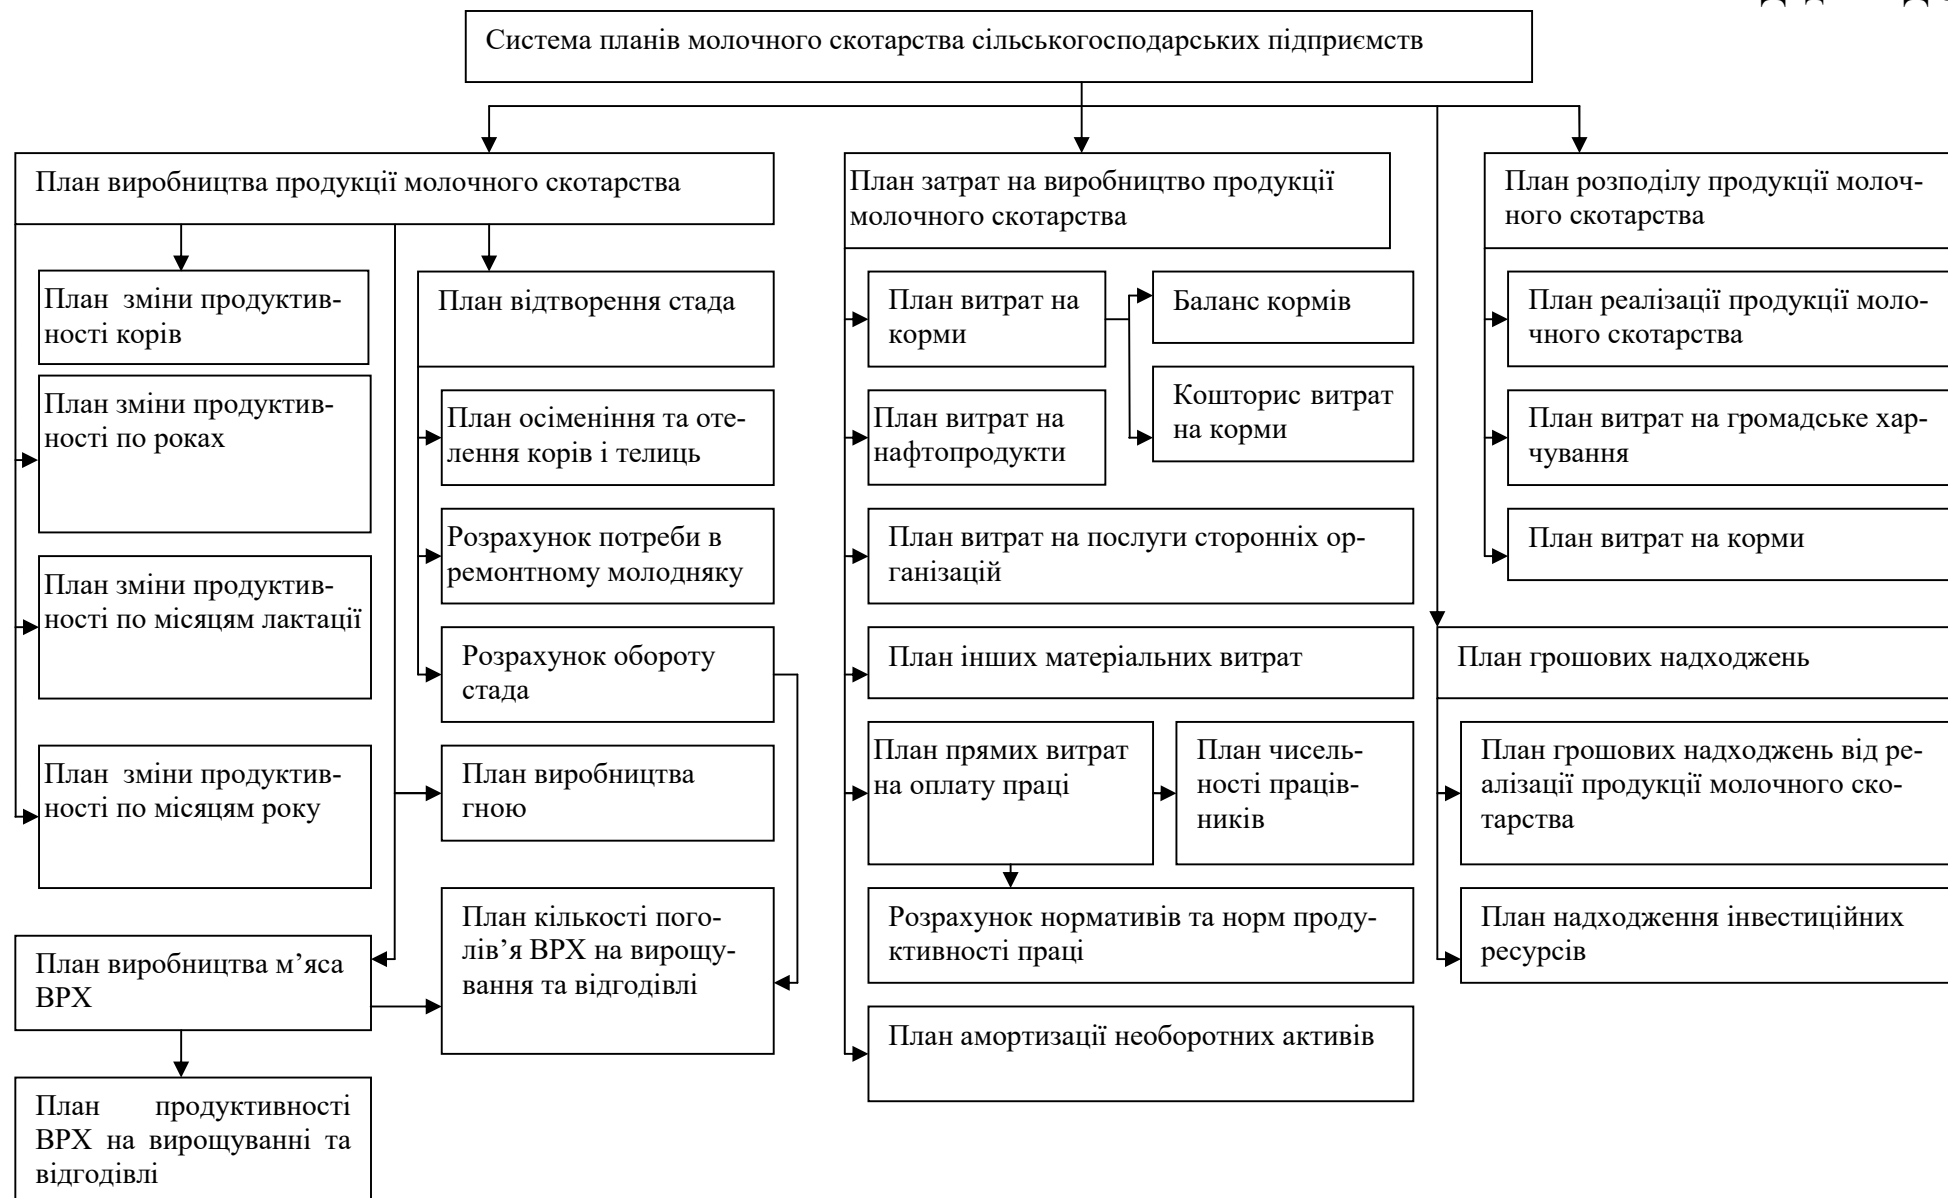 Система планів молочного скотарства сільськогосподарських підприємств
План виробництва продукції молочного скотарства
План зміни продуктив-
ності корів
План зміни продуктив-
ності по роках
План зміни продуктив-
ності по місяцям лактації
План зміни продуктив-
ності по місяцям року
План виробництва м’яса
ВРХ
План продуктивності
ВРХ на вирощуванні та
відгодівлі
План відтворення стада
План осіменіння та оте-
лення корів і телиць
Розрахунок потреби в
ремонтному молодняку
Розрахунок обороту
стада
План виробництва
гною
План кількості пого-
лів’я ВРХ на вирощу-
вання та відгодівлі
План затрат на виробництво продукції
молочного скотарства
План витрат на
корми
Баланс кормів
Кошторис витрат
на корми
План витрат на
нафтопродукти
План витрат на послуги сторонніх ор-
ганізацій
План інших матеріальних витрат
План прямих витрат
на оплату праці
План чисель-
ності праців-
ників
Розрахунок нормативів та норм проду-
ктивності праці
План амортизації необоротних активів
План розподілу продукції молоч-
ного скотарства
План реалізації продукції моло-
чного скотарства
План витрат на громадське хар-
чування
План витрат на корми
План грошових надходжень
План грошових надходжень від ре-
алізації продукції молочного ско-
тарства
План надходження інвестиційних
ресурсів